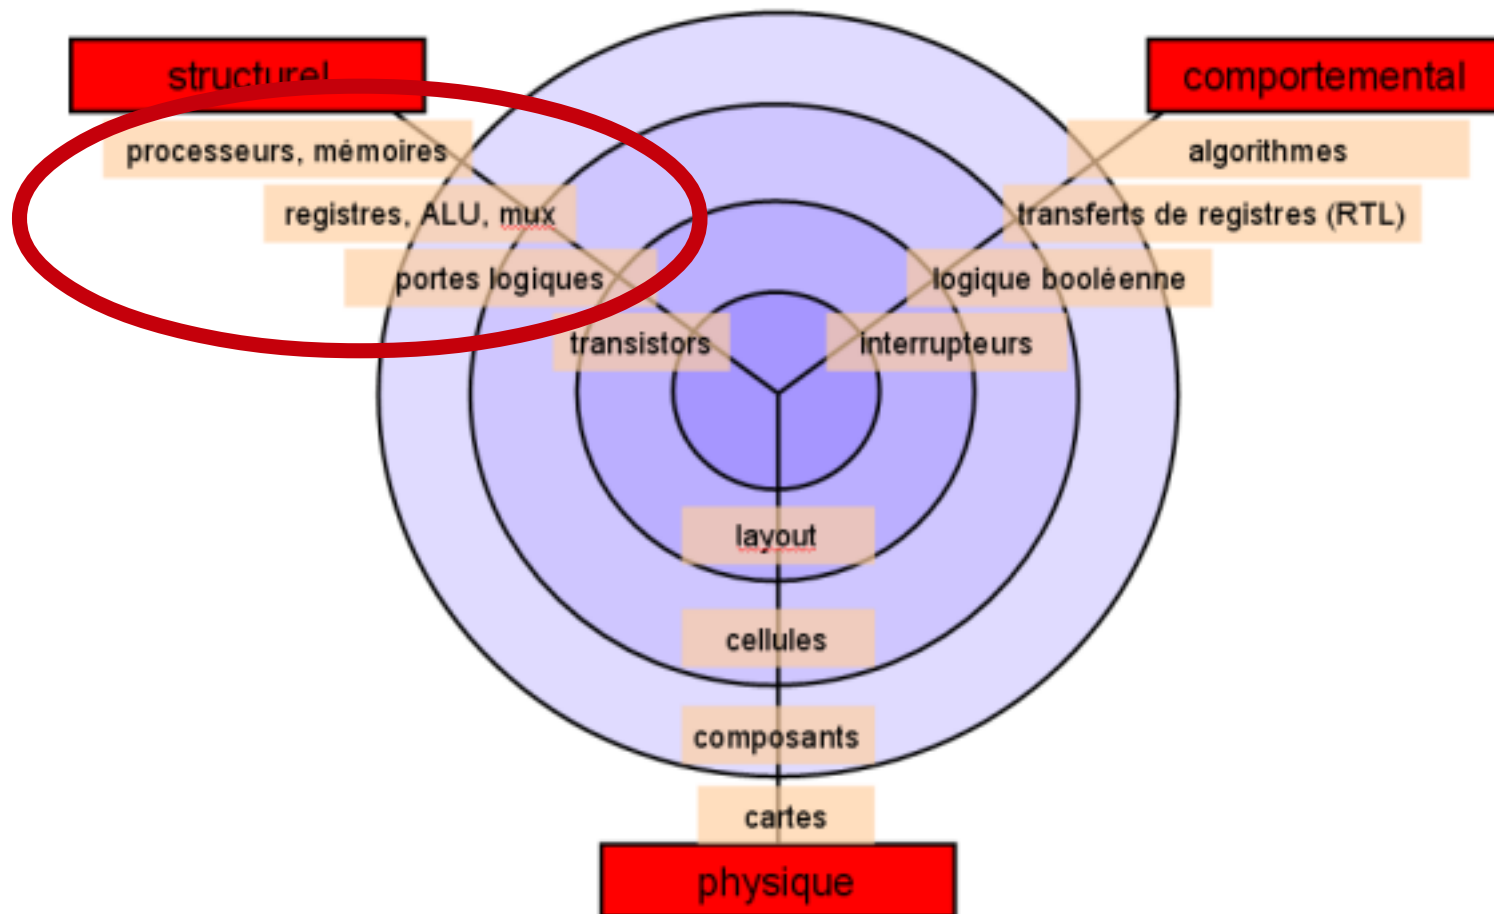 structurel
comportemental
processeurs, mémoires
algorithmes
registres, ALU, mux
transferts de registres (RTL)
portes logiques
logique booléenne
transistors
interrupteurs
layout
cellules
composants
cartes
physique